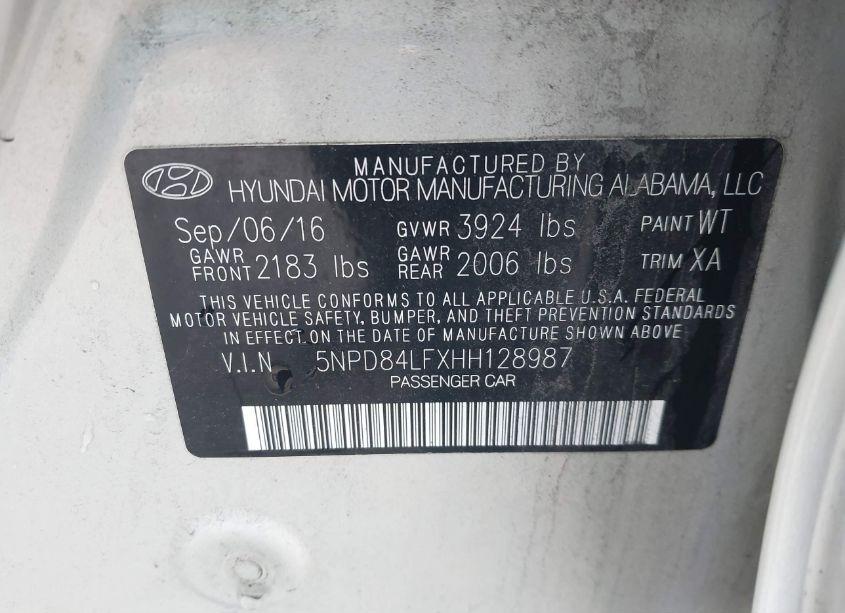 MANUFACTURED BY
HYUNDAI MOTOR MANUFACTURING ALABAMA, LLC
Sep/06/16 GVWR 3924 lbs PAINT WT
GAWR FRONT 2183 lbs GAWR REAR 2006 lbs TRIM XA
THIS VEHICLE CONFORMS TO ALL APPLICABLE U.S.A. FEDERAL
MOTOR VEHICLE SAFETY, BUMPER, AND THEFT PREVENTION STANDARDS
IN EFFECT ON THE DATE OF MANUFACTURE SHOWN ABOVE
V.I.N 5NPD84LFXHH128987
PASSENGER CAR